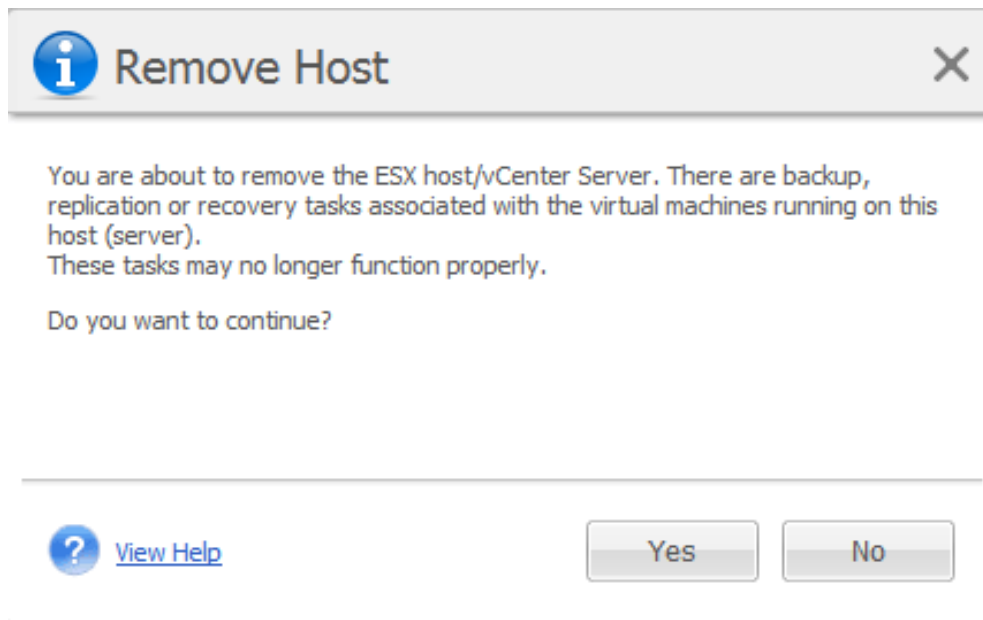 Remove Host
You are about to remove the ESX host/vCenter Server. There are backup,
replication or recovery tasks associated with the virtual machines running on this
host (server).
These tasks may no longer function properly.
Do you want to continue?
View Help
Yes
No